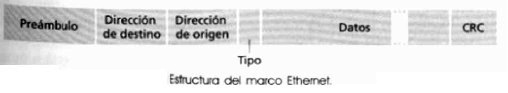 Preámbulo
Dirección
de destino
Dirección
de origen
Datos
CRC
Tipo
Estructura del marco Ethernet.